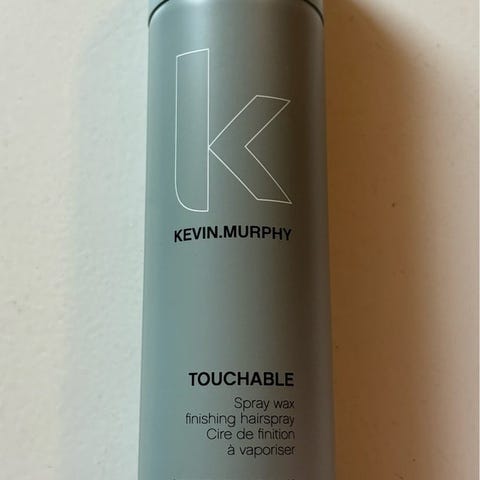 k
KEVIN.MURPHY
TOUCHABLE
Spray wax
finishing hairspray
Cire de finition
à vaporiser